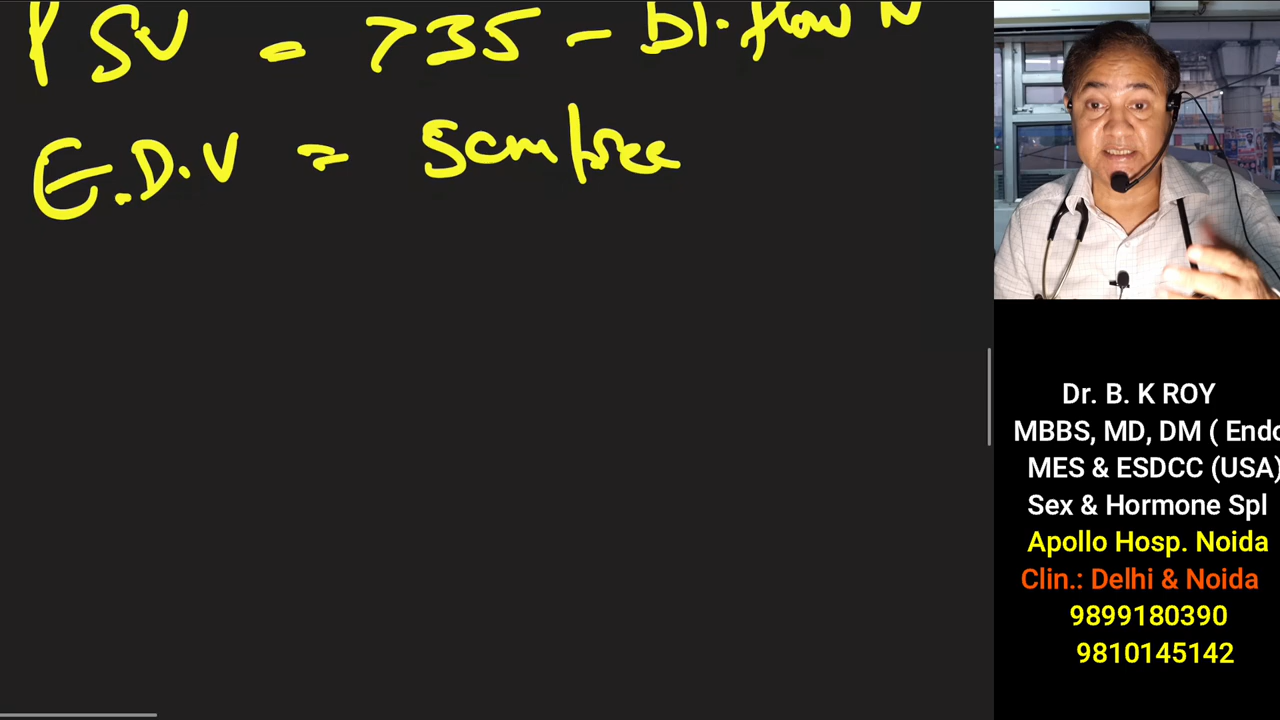 PSV = >35 - bl. flow N
E.D.V = 5cm/sec
Dr. B. K ROY
MBBS, MD, DM ( Endo
MES & ESDCC (USA)
Sex & Hormone Spl
Apollo Hosp. Noida
Clin.: Delhi & Noida
9899180390
9810145142